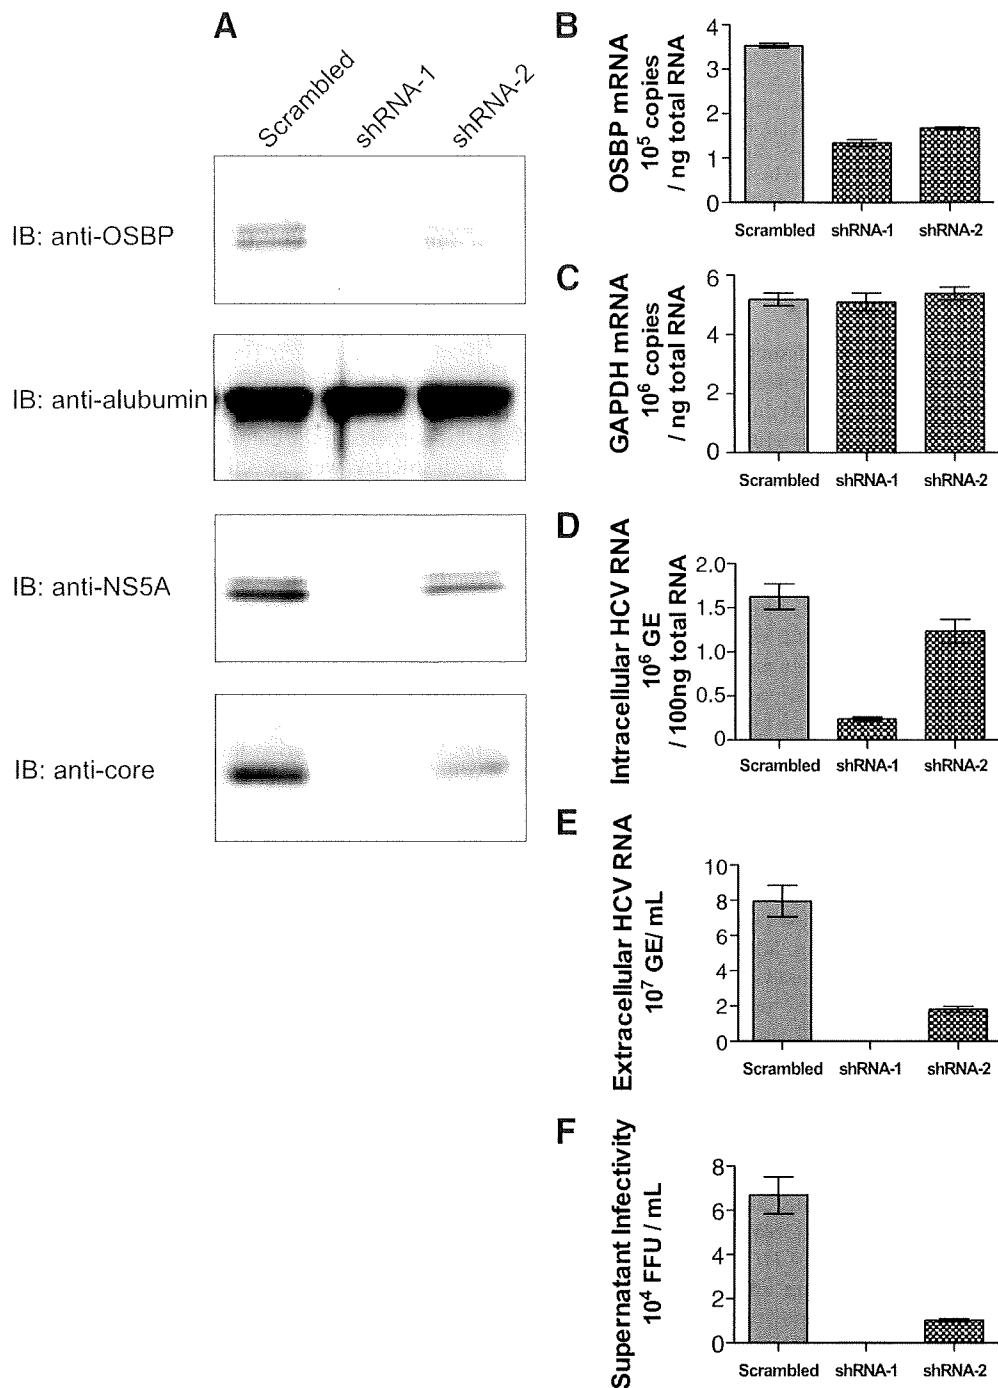 A
Scrambled
shRNA-1
shRNA-2
IB: anti-OSBP
IB: anti-alubumin
IB: anti-NS5A
IB: anti-core
B
OSBP mRNA
10⁵ copies
/ ng total RNA
4
3
2
1
0
Scrambled shRNA-1 shRNA-2
C
GAPDH mRNA
10⁶ copies
/ ng total RNA
6
4
2
0
Scrambled shRNA-1 shRNA-2
D
Intracellular HCV RNA
10⁶ GE
/ 100ng total RNA
2.0
1.5
1.0
0.5
0
Scrambled shRNA-1 shRNA-2
E
Extracellular HCV RNA
10⁷ GE/ mL
10
8
6
4
2
0
Scrambled shRNA-1 shRNA-2
F
Supernatant Infectivity
10⁴ FFU / mL
8
6
4
2
0
Scrambled shRNA-1 shRNA-2